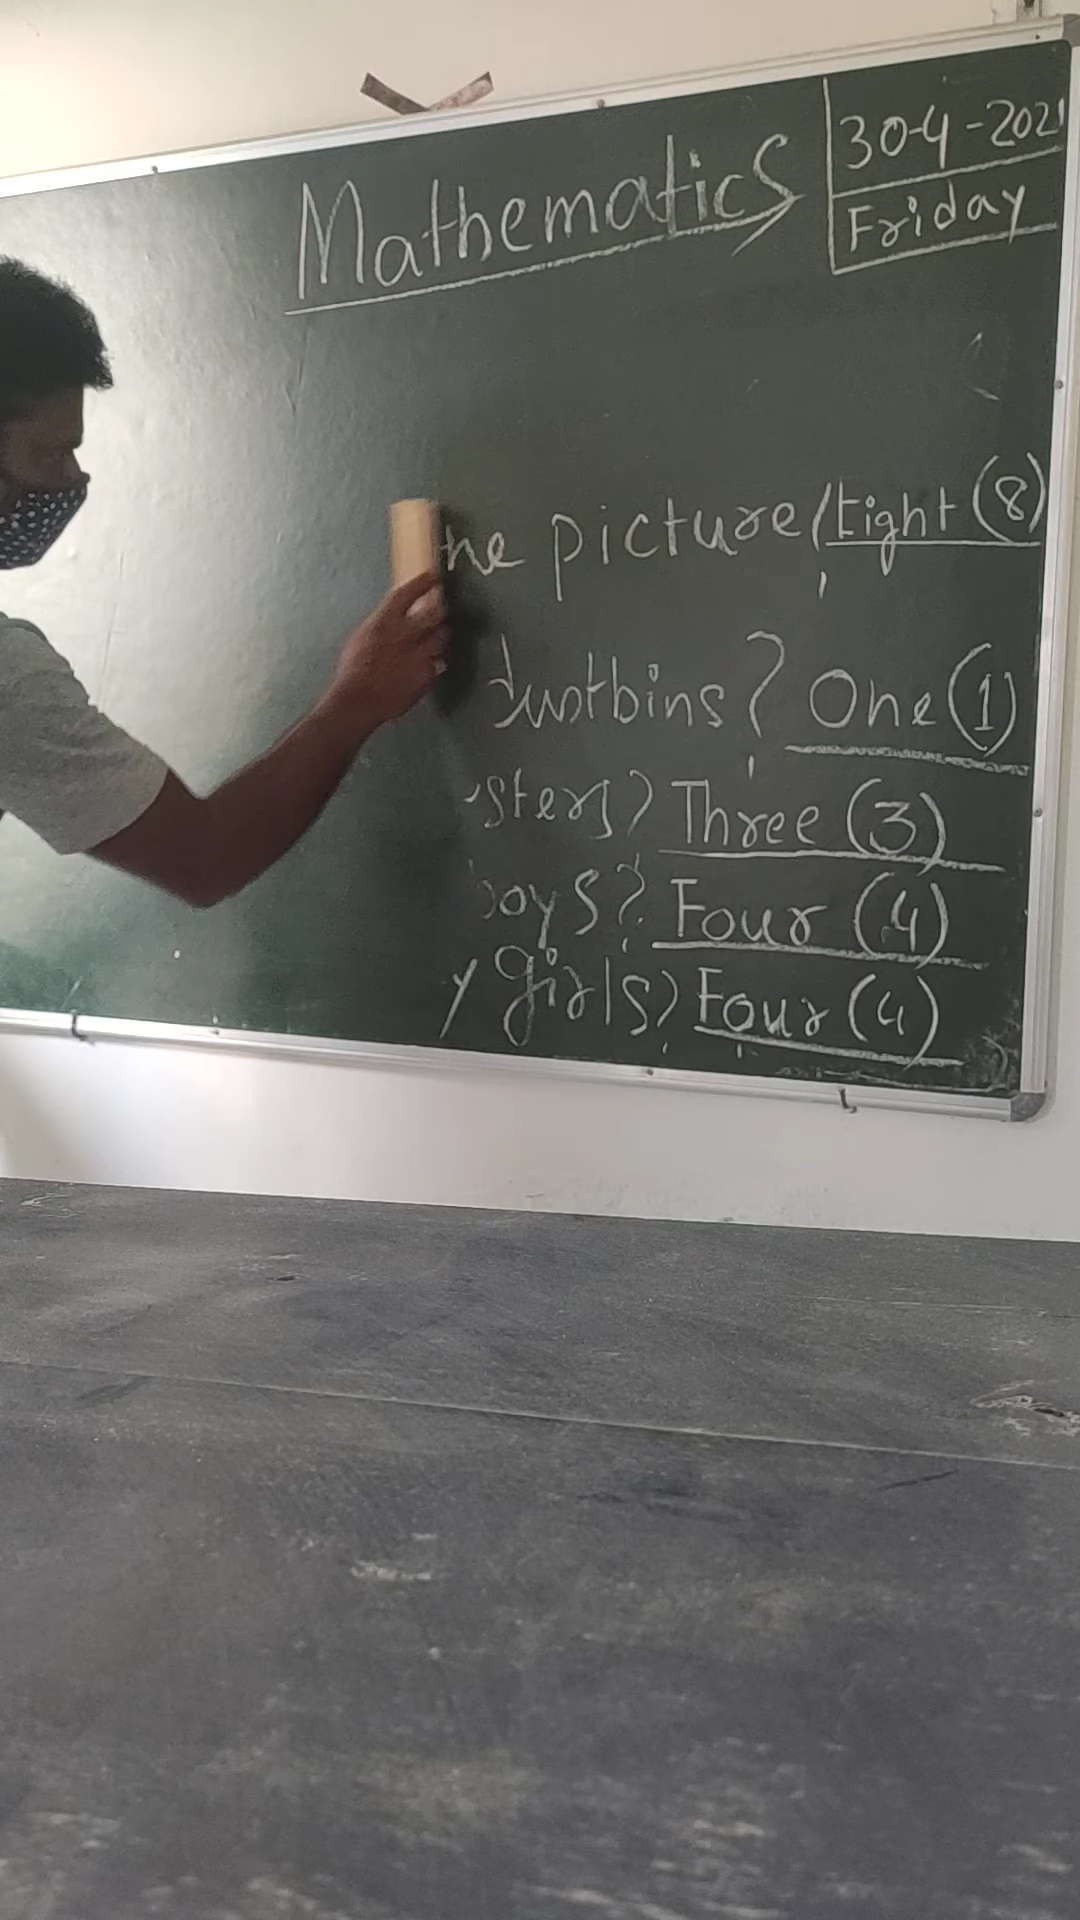 Mathematics
30-4-2021
Friday
he picture Eight (8)
dustbins? One (1)
sters? Three (3)
boys? Four (4)
y girls? Four (4)